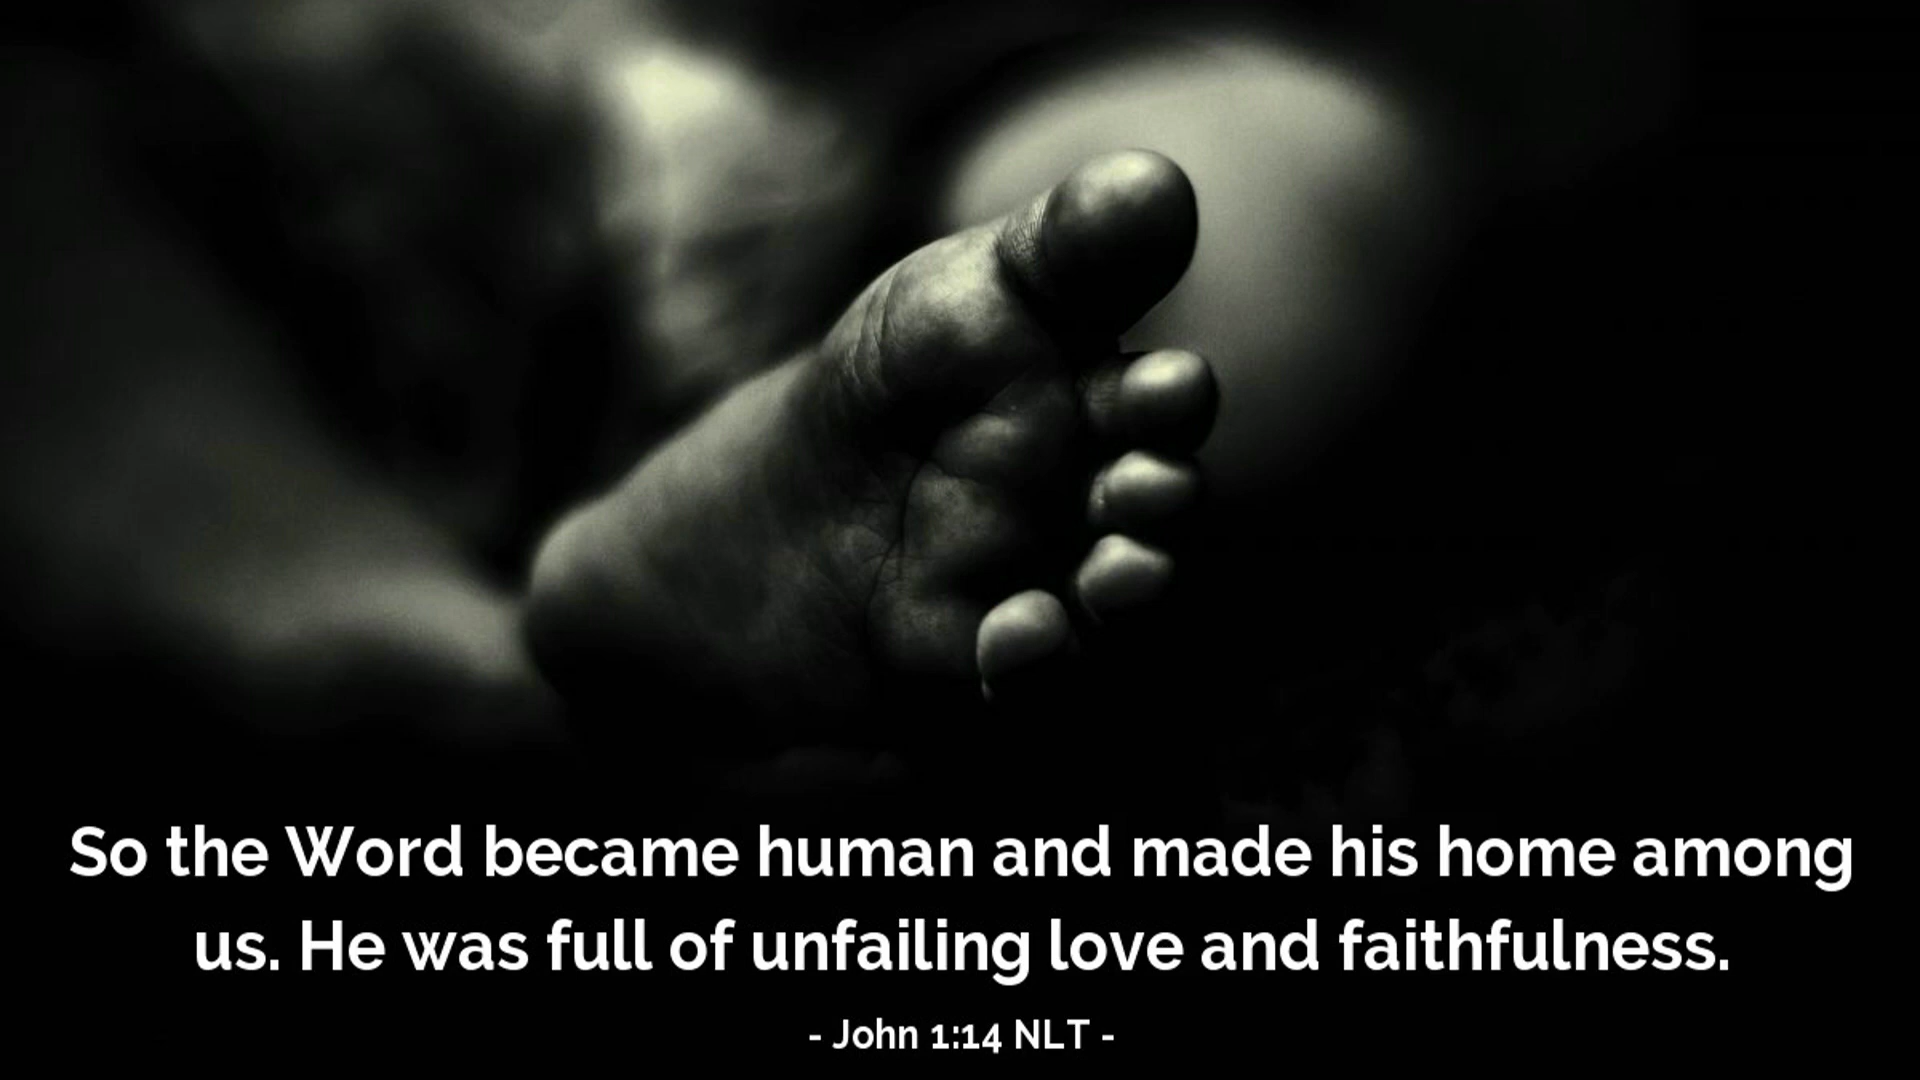 So the Word became human and made his home among
us. He was full of unfailing love and faithfulness.
- John 1:14 NLT -